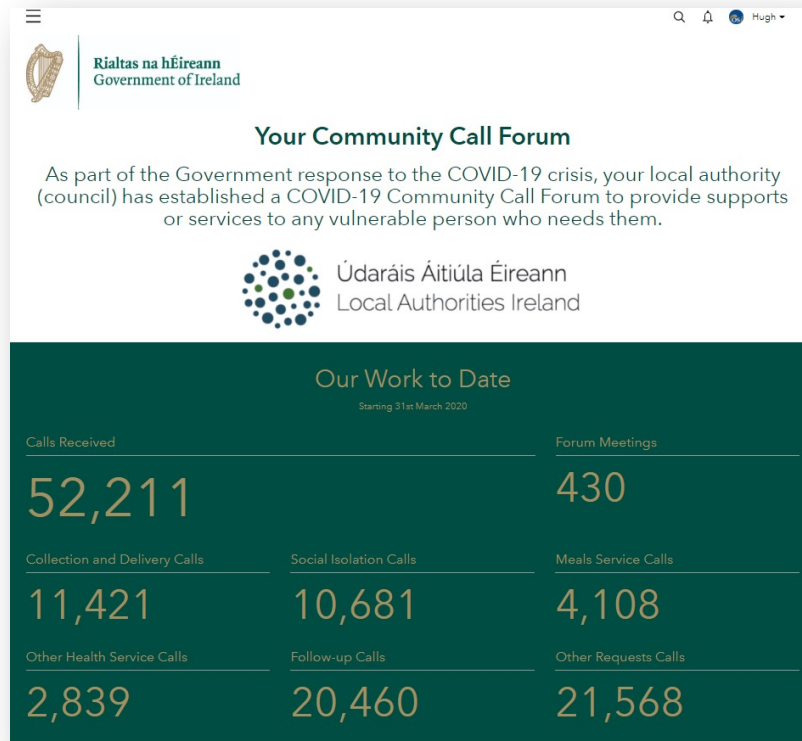 Hugh
Rialtas na hÉireann
Government of Ireland
Your Community Call Forum
As part of the Government response to the COVID-19 crisis, your local authority
(council) has established a COVID-19 Community Call Forum to provide supports
or services to any vulnerable person who needs them.
Údaráis Áitiúla Éireann
Local Authorities Ireland
Our Work to Date
Starting 31st March 2020
Calls Received
52,211
Forum Meetings
430
Collection and Delivery Calls
11,421
Social Isolation Calls
10,681
Meals Service Calls
4,108
Other Health Service Calls
2,839
Follow-up Calls
20,460
Other Requests Calls
21,568